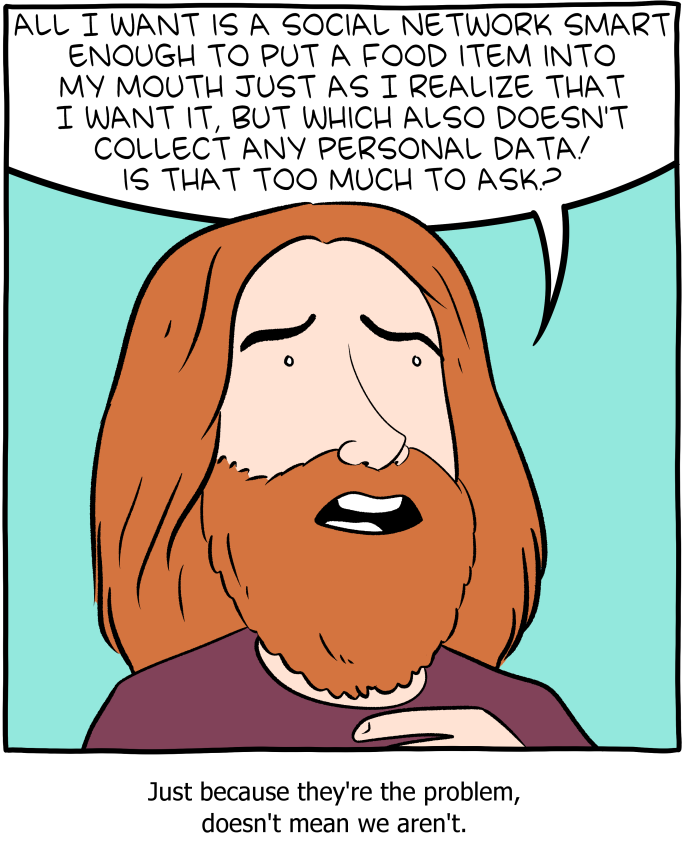 ALL I WANT IS A SOCIAL NETWORK SMART
ENOUGH TO PUT A FOOD ITEM INTO
MY MOUTH JUST AS I REALIZE THAT
I WANT IT, BUT WHICH ALSO DOESN'T
COLLECT ANY PERSONAL DATA!
IS THAT TOO MUCH TO ASK?
Just because they're the problem,
doesn't mean we aren't.